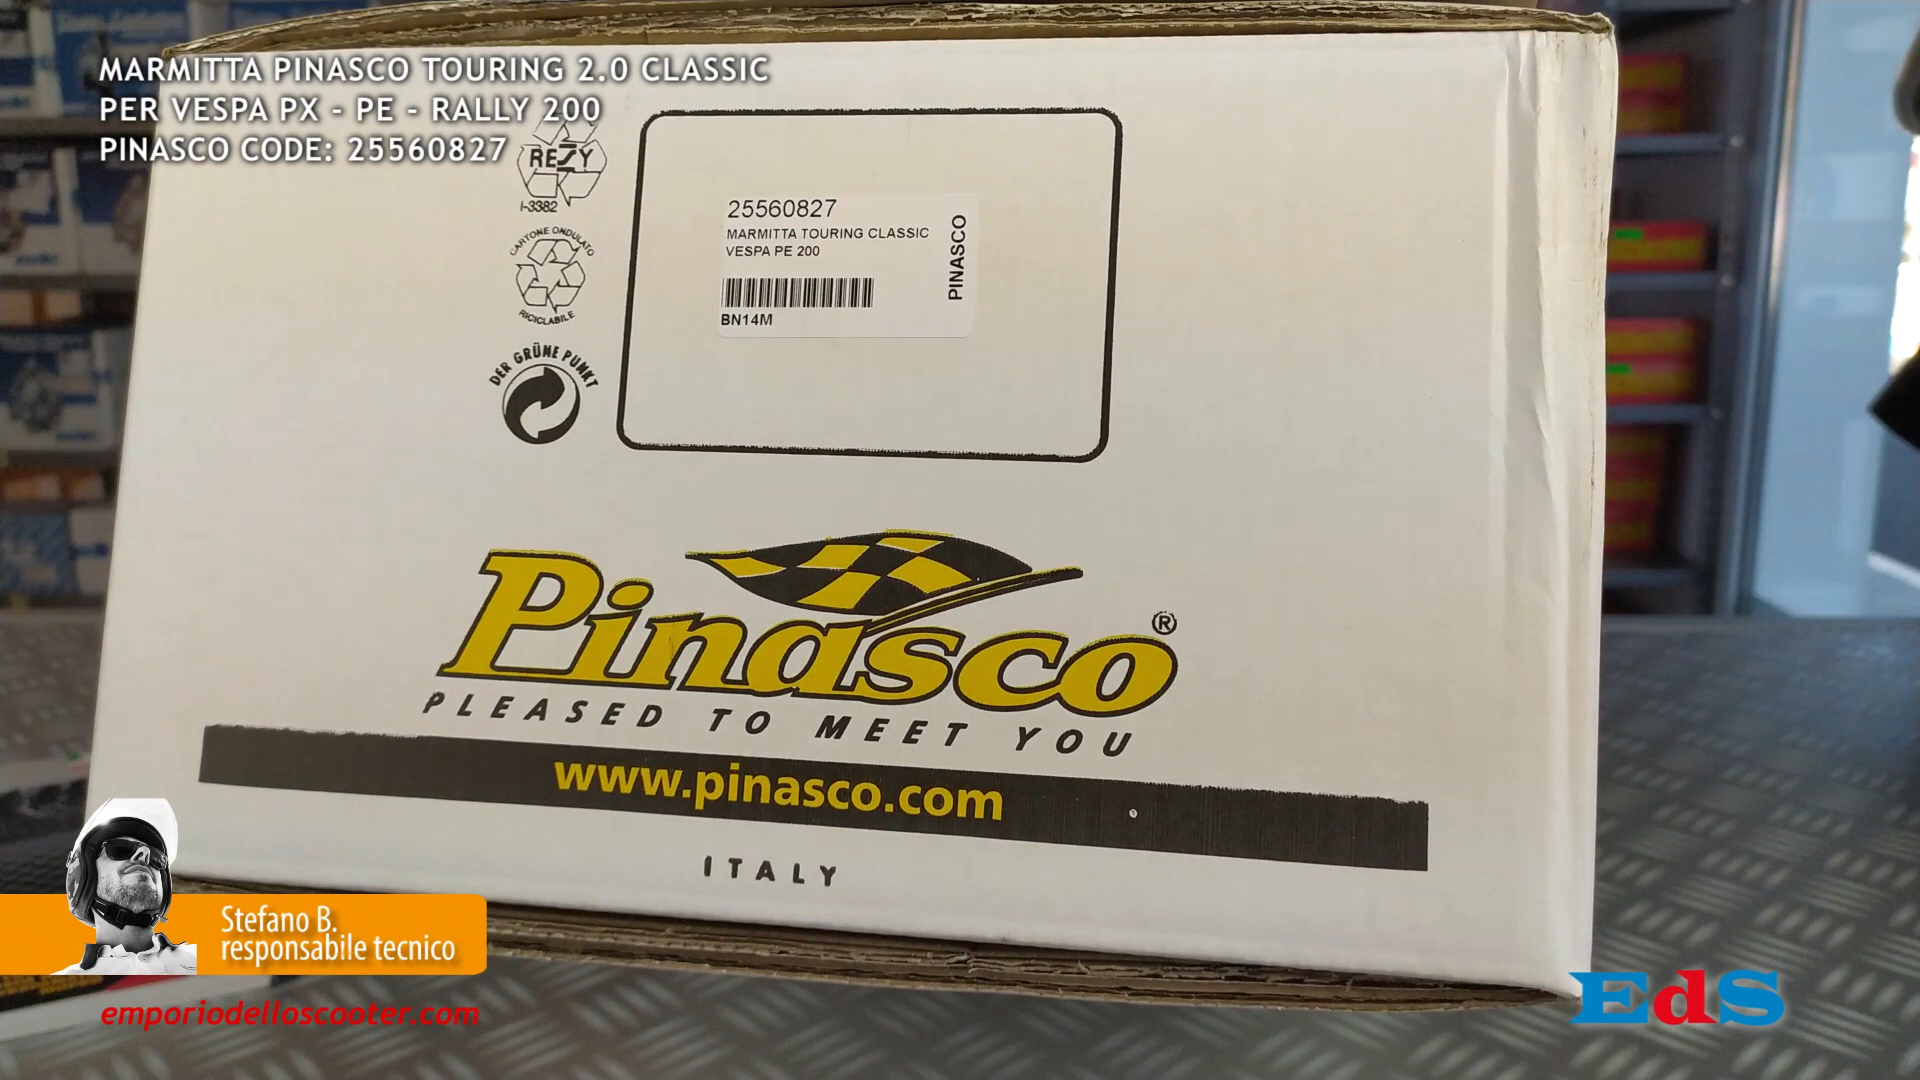 MARMITTA PINASCO TOURING 2.0 CLASSIC
PER VESPA PX - PE - RALLY 200
PINASCO CODE: 25560827
RESY
I-3382
CARTONE ONDULATO
RICICLABILE
DER GRÜNE PUNKT
25560827
MARMITTA TOURING CLASSIC
VESPA PE 200
BN14M
PINASCO
Pinasco®
PLEASED TO MEET YOU
www.pinasco.com
ITALY
Stefano B.
responsabile tecnico
emporiodelloscooter.com
EdS